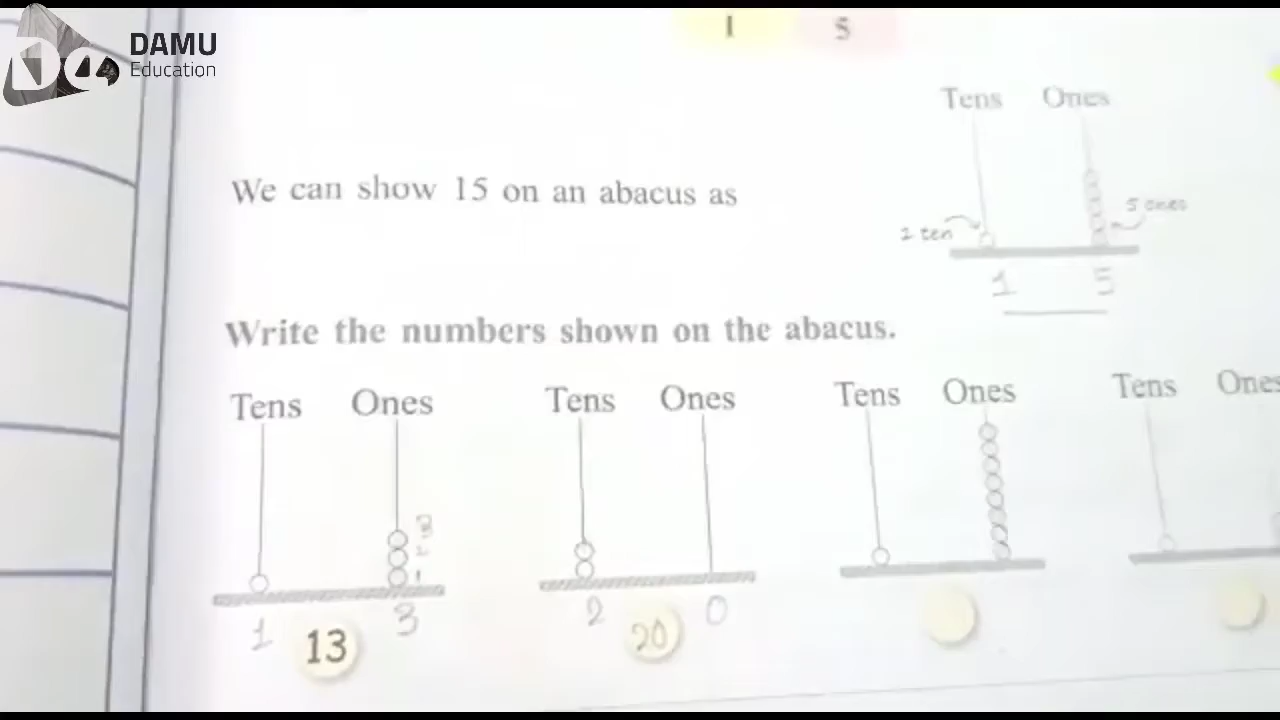 DAMU
Education
1 5
Tens Ones
We can show 15 on an abacus as
5 ones
1 ten
1 5
Write the numbers shown on the abacus.
Tens Ones Tens Ones Tens Ones Tens Ones
3
2
1
1 3 2 0
13 20